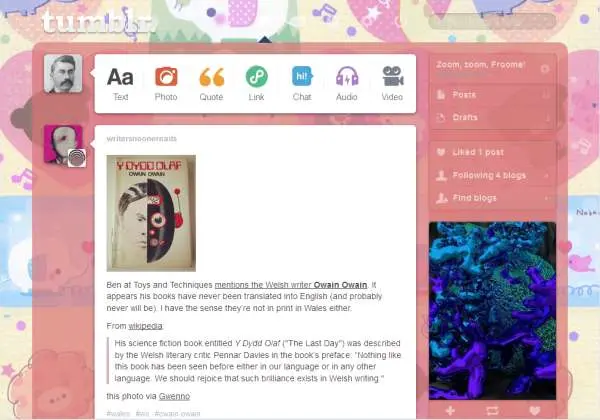 tumblr.
Zoom, zoom, Froome!
Aa
hi!
Text Photo Quote Link Chat Audio Video
Posts
Drafts
writersnoonereads
Liked 1 post
Following 4 blogs
Find blogs
Y DYDD OLAF
OWAIN OWAIN
Ben at Toys and Techniques mentions the Welsh writer Owain Owain. It
appears his books have never been translated into English (and probably
never will be). I have the sense they're not in print in Wales either.
From wikipedia:
His science fiction book entitled Y Dydd Olaf ("The Last Day") was described
by the Welsh literary critic Pennar Davies in the book's preface: "Nothing like
this book has been seen before either in our language or in any other
language. We should rejoice that such brilliance exists in Welsh writing."
this photo via Gwenno
#wales #owain owain